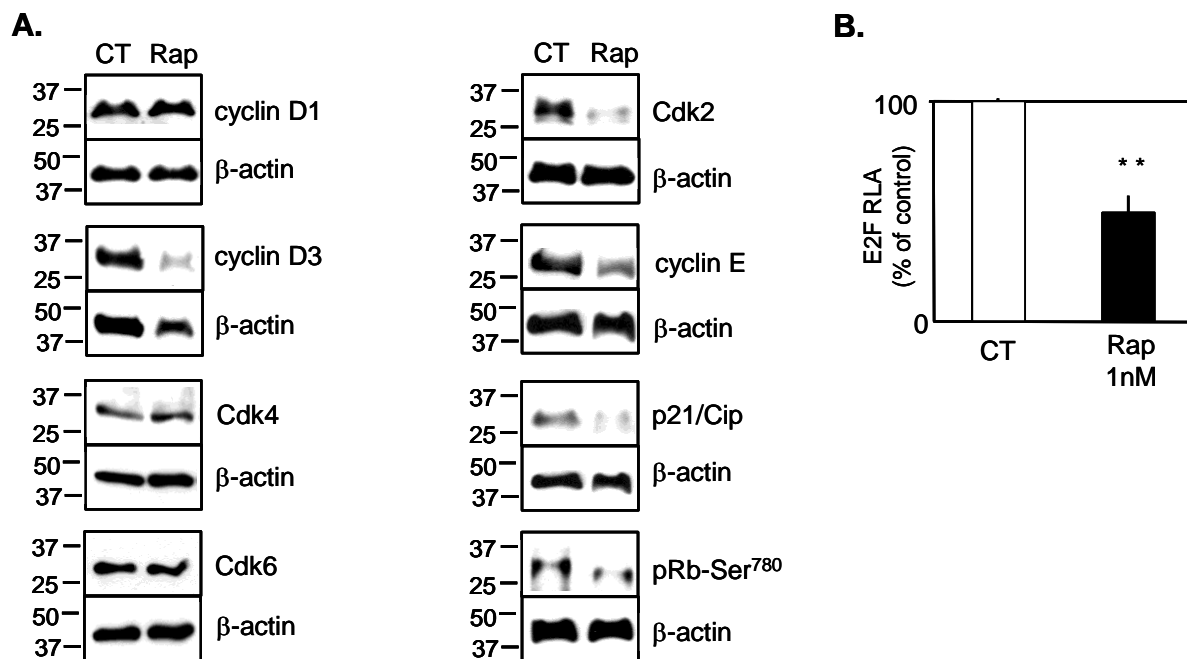 A.
CT Rap
37
25
cyclin D1
50
37
β-actin
37
25
cyclin D3
50
37
β-actin
37
25
Cdk4
50
37
β-actin
37
25
Cdk6
50
37
β-actin
CT Rap
37
25
Cdk2
50
37
β-actin
37
25
cyclin E
50
37
β-actin
37
25
p21/Cip
50
37
β-actin
37
25
pRb-Ser⁷⁸⁰
50
37
β-actin
B.
E2F RLA
(% of control)
100
0
* *
CT
Rap
1nM